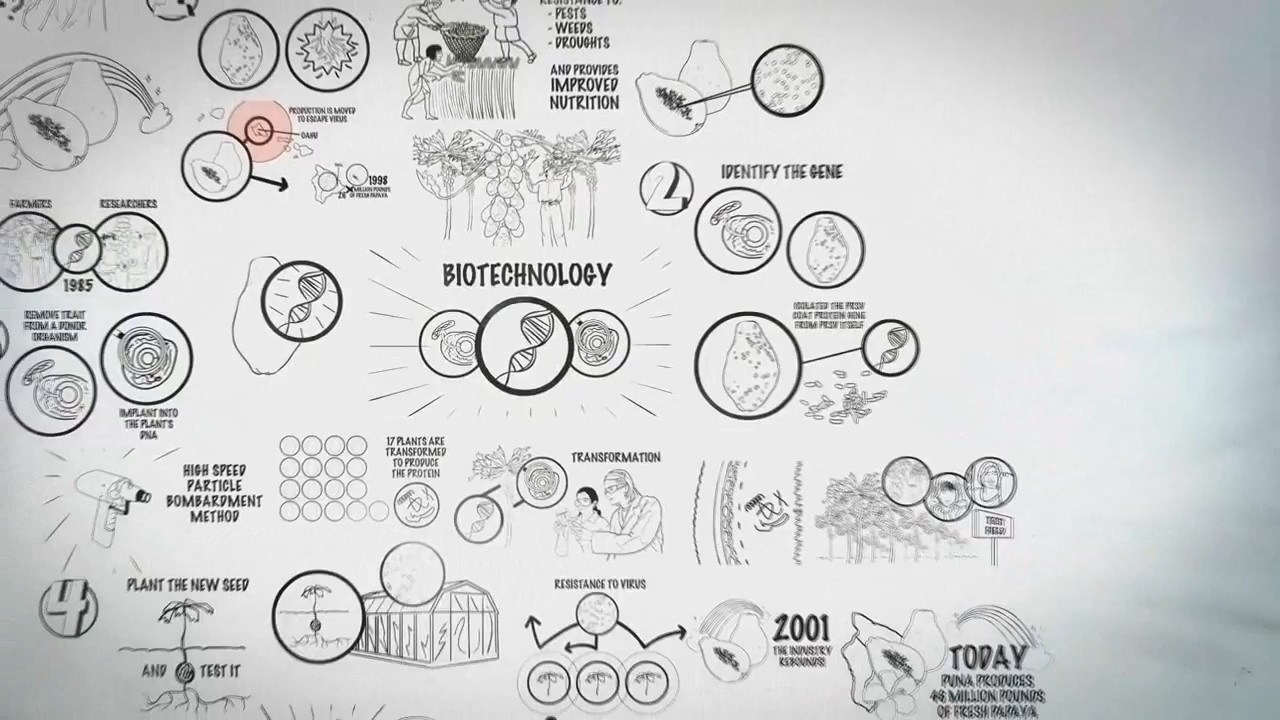 RESISTANCE TO:
- PESTS
- WEEDS
- DROUGHTS
AND PROVIDES
IMPROVED
NUTRITION
PRODUCTION IS MOVED
TO ESCAPE VIRUS
OAHU
1998
MILLION POUNDS
OF FRESH PAPAYA
2
IDENTIFY THE GENE
FARMERS
RESEARCHERS
1985
BIOTECHNOLOGY
ISOLATED THE PRSV
COAT PROTEIN GENE
FROM PRSV ITSELF
REMOVE TRAIT
FROM A DONOR
ORGANISM
IMPLANT INTO
THE PLANT'S
DNA
HIGH SPEED
PARTICLE
BOMBARDMENT
METHOD
17 PLANTS ARE
TRANSFORMED
TO PRODUCE
THE PROTEIN
TRANSFORMATION
TEST
FIELD
4
PLANT THE NEW SEED
AND TEST IT
RESISTANCE TO VIRUS
2001
THE INDUSTRY
REBOUNDS!
TODAY
PUNA PRODUCES
MILLION POUNDS
OF FRESH PAPAYA